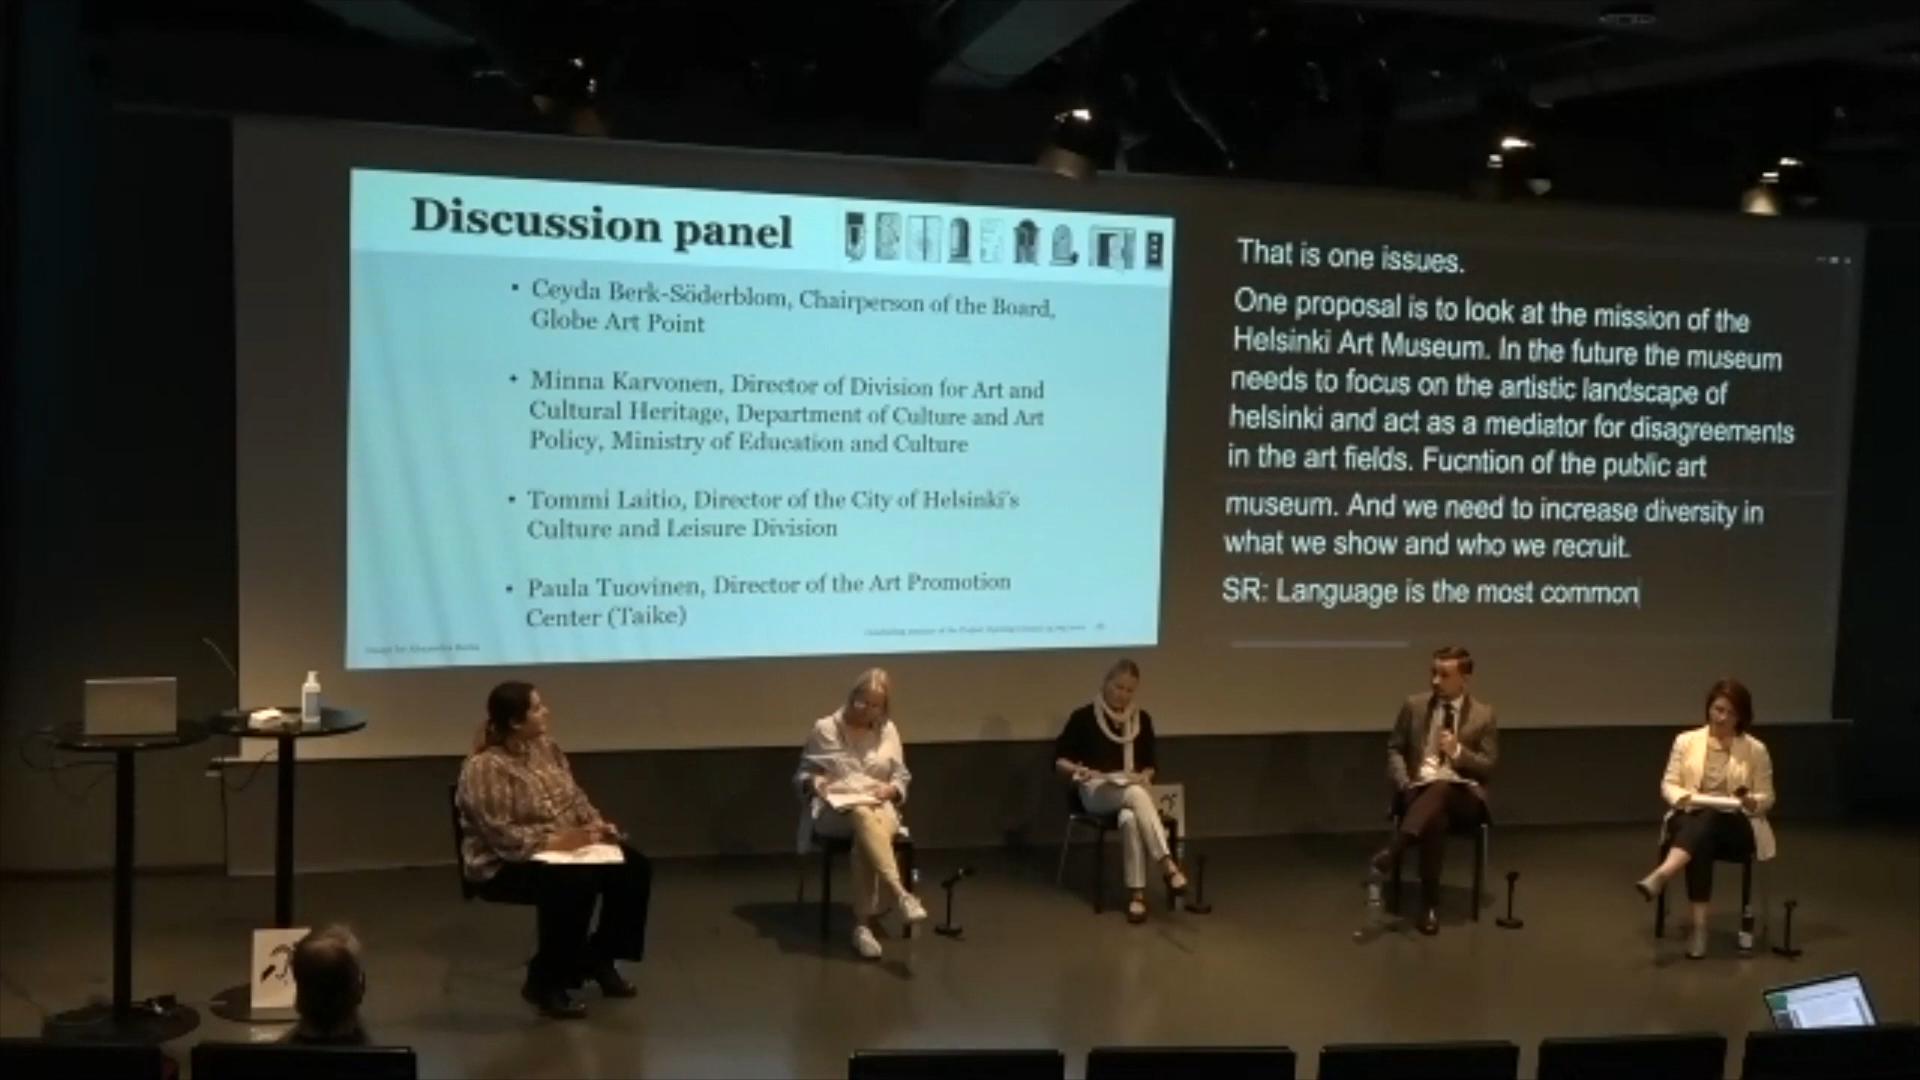 Discussion panel
• Ceyda Berk-Söderblom, Chairperson of the Board,
Globe Art Point
• Minna Karvonen, Director of Division for Art and
Cultural Heritage, Department of Culture and Art
Policy, Ministry of Education and Culture
• Tommi Laitio, Director of the City of Helsinki's
Culture and Leisure Division
• Paula Tuovinen, Director of the Art Promotion
Center (Taike)
That is one issues.
One proposal is to look at the mission of the
Helsinki Art Museum. In the future the museum
needs to focus on the artistic landscape of
helsinki and act as a mediator for disagreements
in the art fields. Fucntion of the public art
museum. And we need to increase diversity in
what we show and who we recruit.
SR: Language is the most common